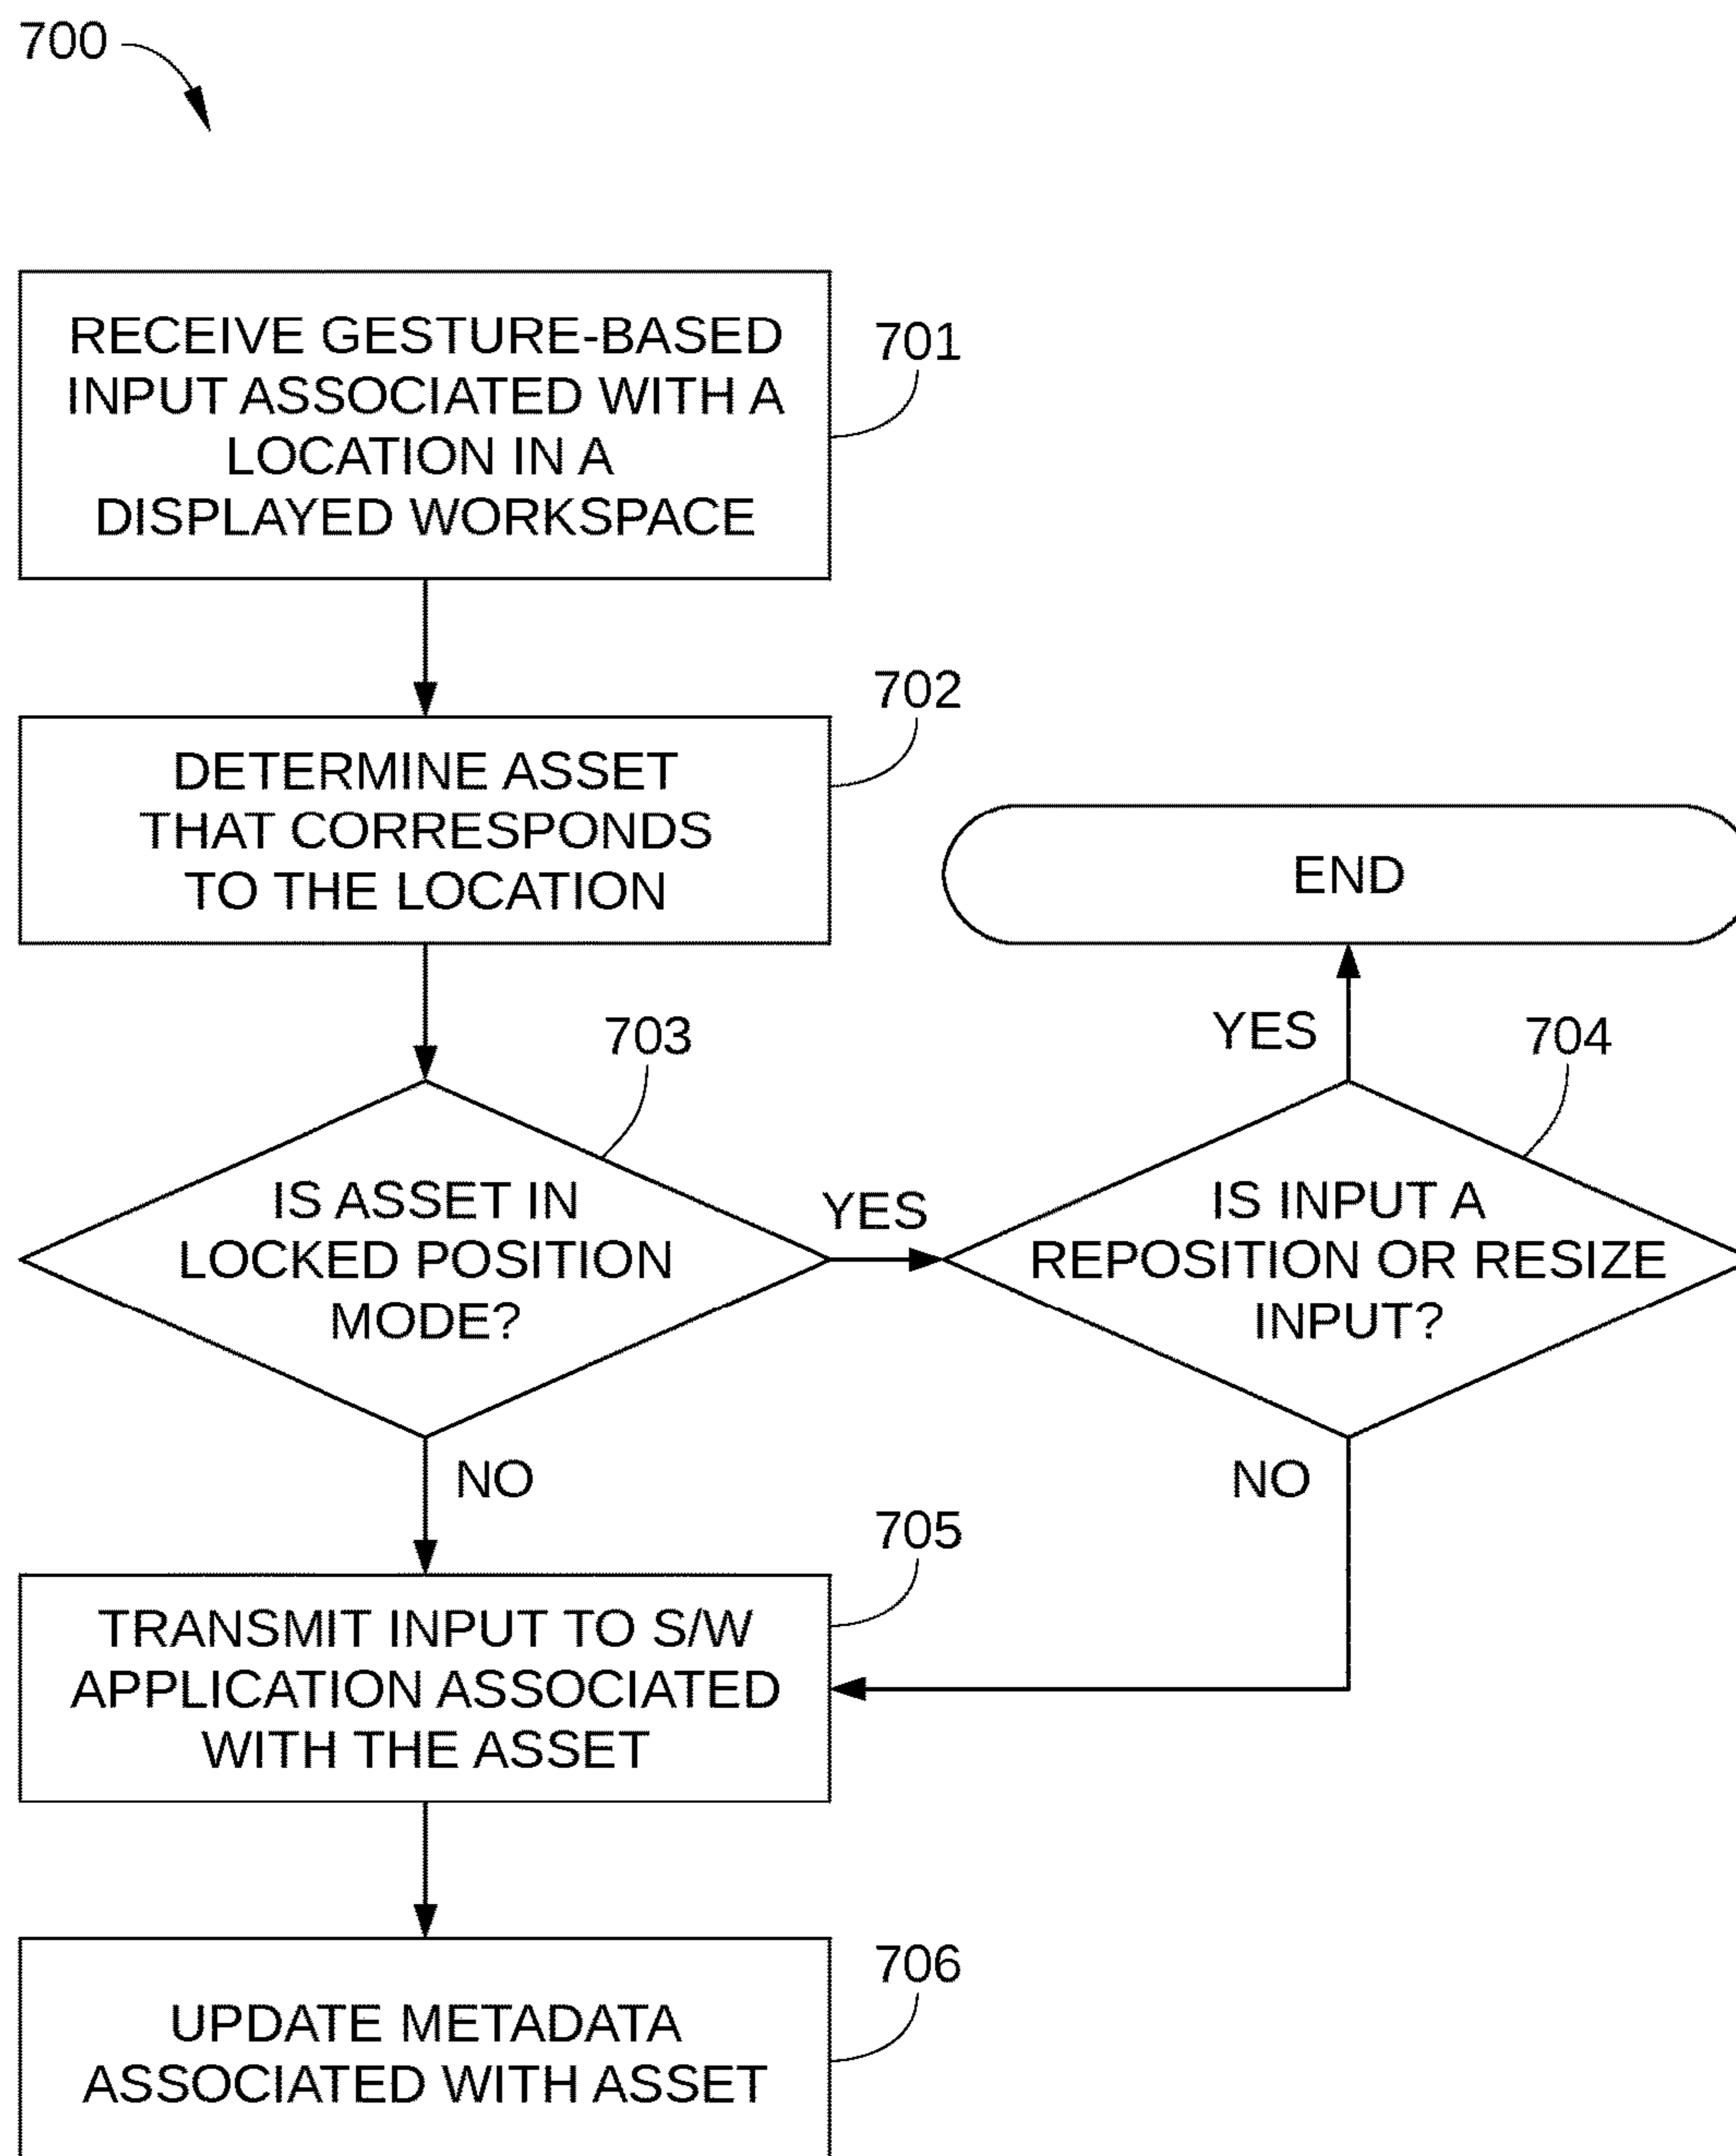 700
RECEIVE GESTURE-BASED
INPUT ASSOCIATED WITH A
LOCATION IN A
DISPLAYED WORKSPACE
701
DETERMINE ASSET
THAT CORRESPONDS
TO THE LOCATION
702
END
IS ASSET IN
LOCKED POSITION
MODE?
703
YES
YES
704
IS INPUT A
REPOSITION OR RESIZE
INPUT?
NO
NO
705
TRANSMIT INPUT TO S/W
APPLICATION ASSOCIATED
WITH THE ASSET
706
UPDATE METADATA
ASSOCIATED WITH ASSET